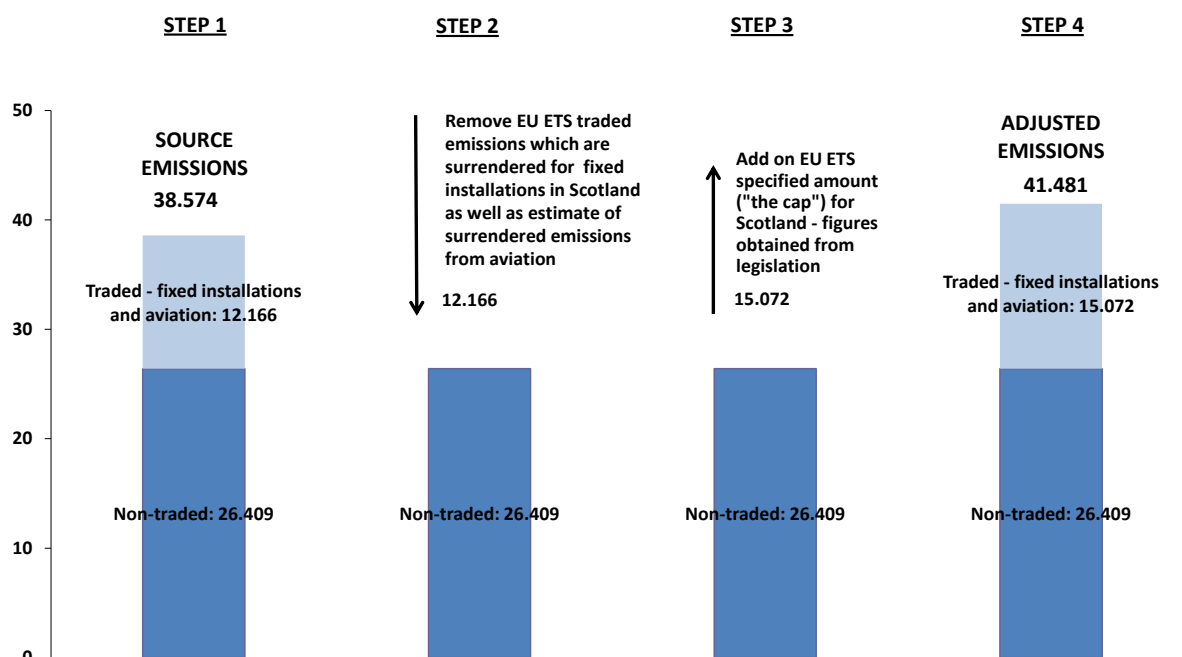 STEP 1
STEP 2
STEP 3
STEP 4
50
40
30
20
10
0
SOURCE
EMISSIONS
38.574
Traded - fixed installations
and aviation: 12.166
Non-traded: 26.409
Remove EU ETS traded
emissions which are
surrendered for fixed
installations in Scotland
as well as estimate of
surrendered emissions
from aviation
12.166
Non-traded: 26.409
Add on EU ETS
specified amount
("the cap") for
Scotland - figures
obtained from
legislation
15.072
Non-traded: 26.409
ADJUSTED
EMISSIONS
41.481
Traded - fixed installations
and aviation: 15.072
Non-traded: 26.409